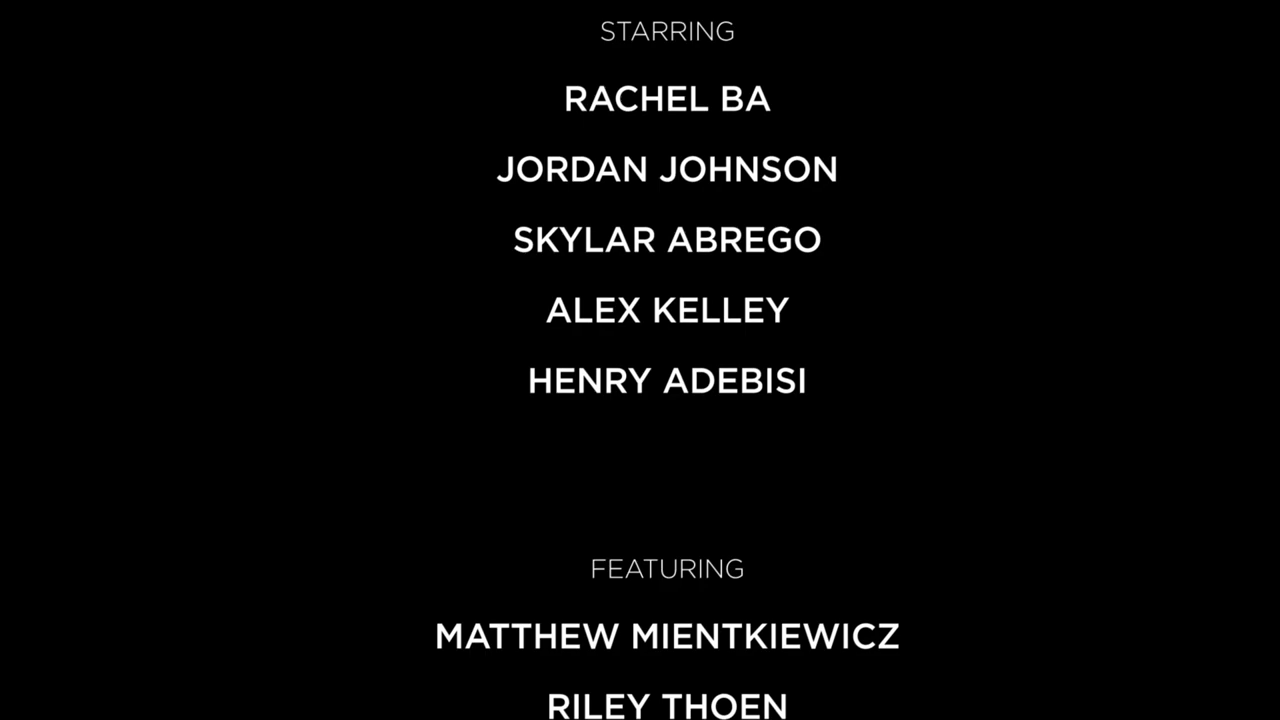 STARRING
RACHEL BA
JORDAN JOHNSON
SKYLAR ABREGO
ALEX KELLEY
HENRY ADEBISI
FEATURING
MATTHEW MIENTKIEWICZ
RILEY THOEN